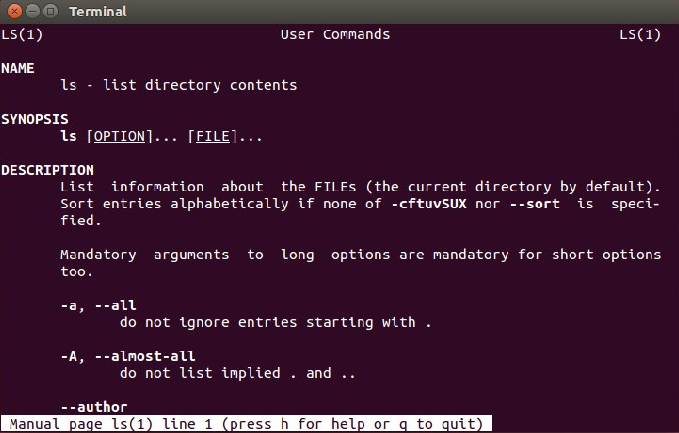 Terminal
LS(1) User Commands LS(1)
NAME
ls - list directory contents
SYNOPSIS
ls [OPTION]... [FILE]...
DESCRIPTION
List information about the FILEs (the current directory by default).
Sort entries alphabetically if none of -cftuvSUX nor --sort is speci-
fied.
Mandatory arguments to long options are mandatory for short options
too.
-a, --all
do not ignore entries starting with .
-A, --almost-all
do not list implied . and ..
--author
Manual page ls(1) line 1 (press h for help or q to quit)